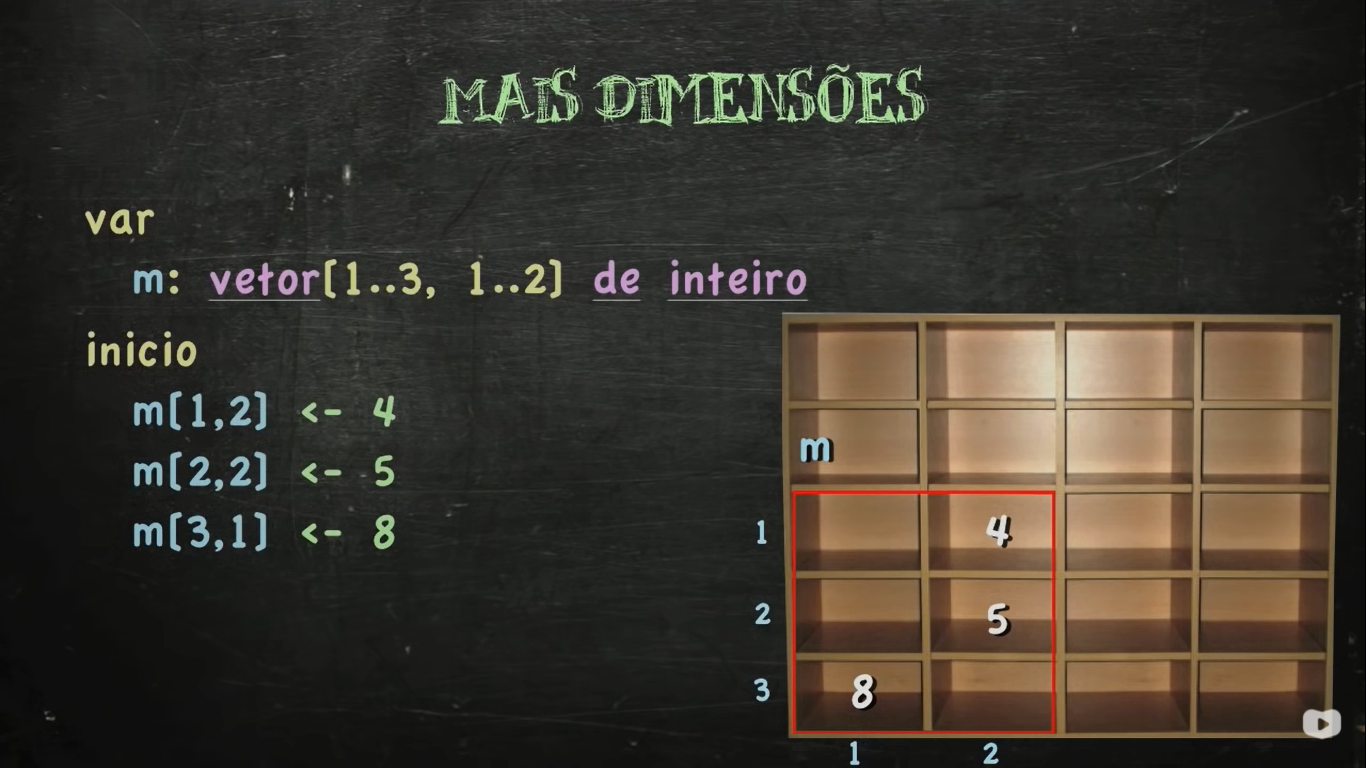 MAIS DIMENSÕES
var
m: vetor[1..3, 1..2] de inteiro
inicio
m[1,2] <- 4
m[2,2] <- 5
m[3,1] <- 8
m
1 4
2 5
3 8
1 2